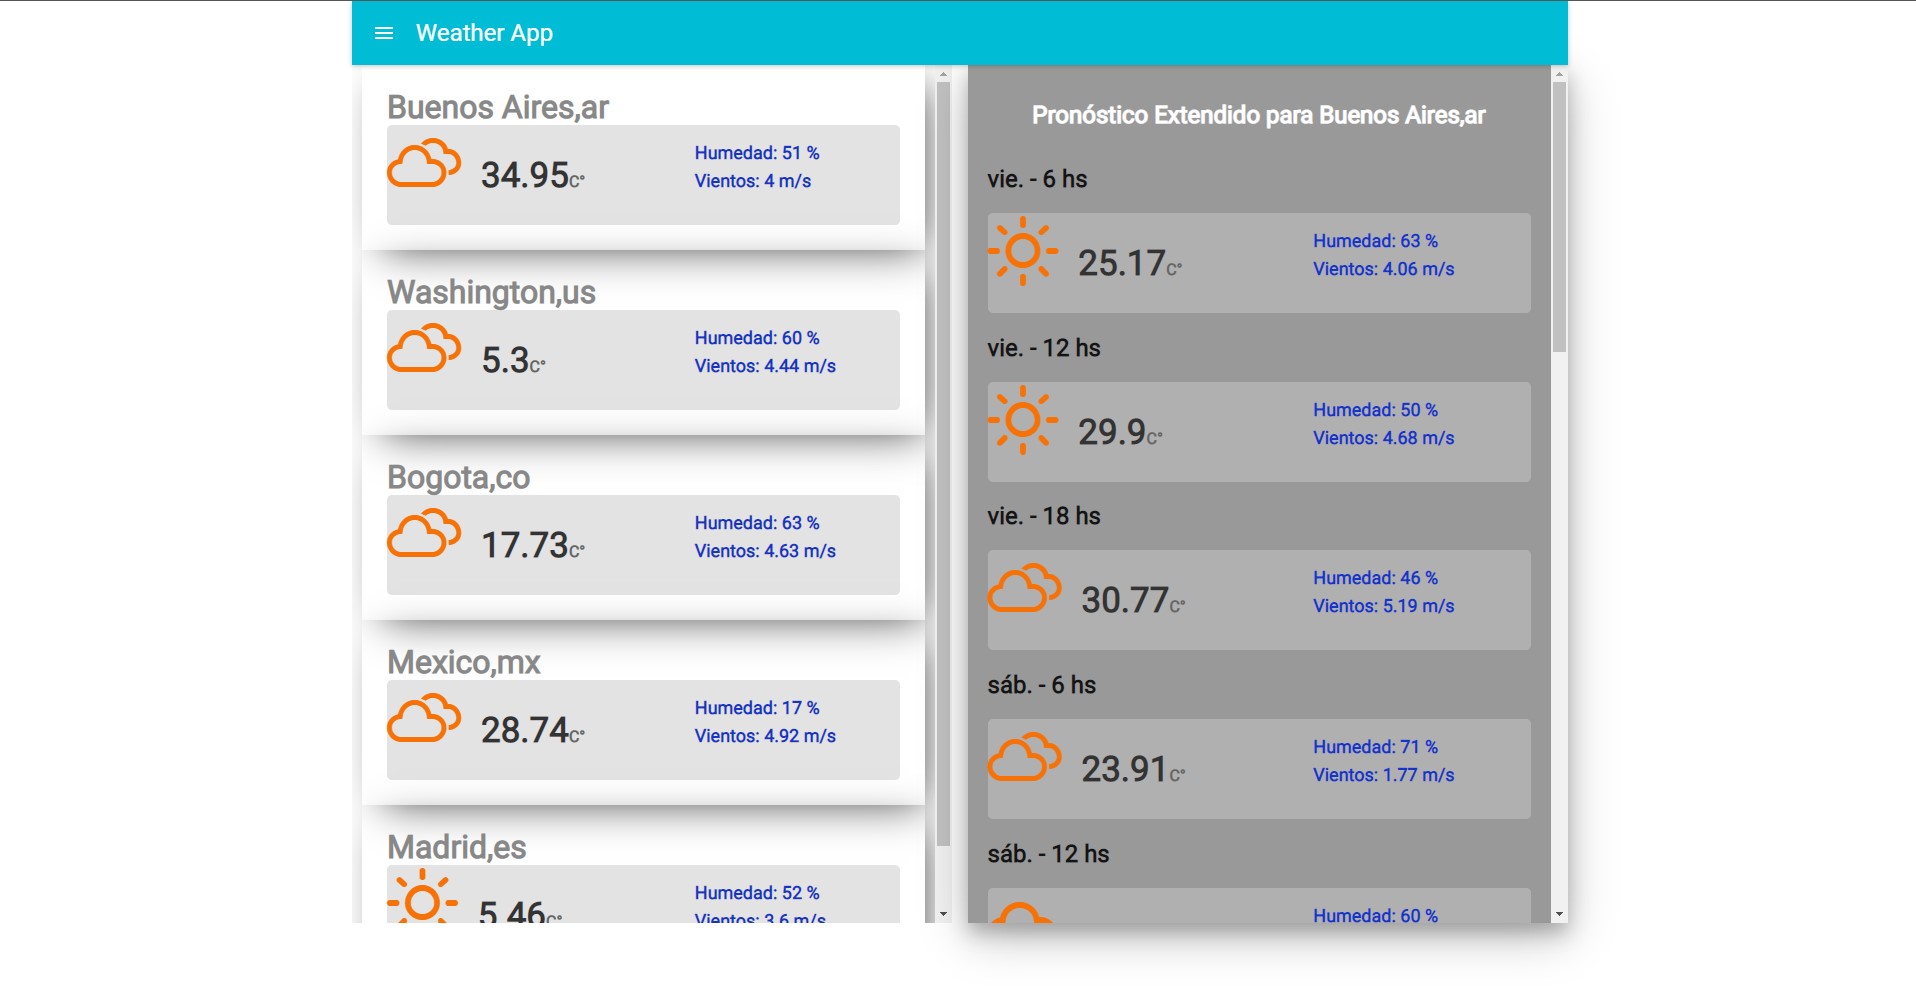 Weather App
Buenos Aires,ar
34.95C°
Humedad: 51 %
Vientos: 4 m/s
Washington,us
5.3C°
Humedad: 60 %
Vientos: 4.44 m/s
Bogota,co
17.73C°
Humedad: 63 %
Vientos: 4.63 m/s
Mexico,mx
28.74C°
Humedad: 17 %
Vientos: 4.92 m/s
Madrid,es
5.46C°
Humedad: 52 %
Vientos: 3.6 m/s
Pronóstico Extendido para Buenos Aires,ar
vie. - 6 hs
25.17C°
Humedad: 63 %
Vientos: 4.06 m/s
vie. - 12 hs
29.9C°
Humedad: 50 %
Vientos: 4.68 m/s
vie. - 18 hs
30.77C°
Humedad: 46 %
Vientos: 5.19 m/s
sáb. - 6 hs
23.91C°
Humedad: 71 %
Vientos: 1.77 m/s
sáb. - 12 hs
Humedad: 60 %